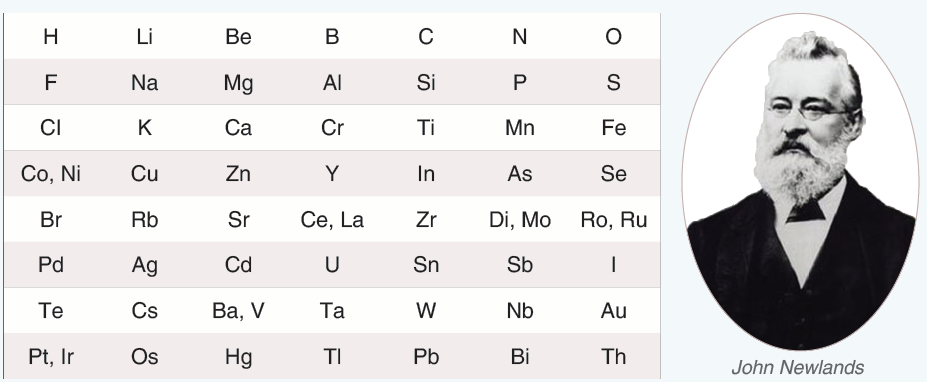 H Li Be B C N O
F Na Mg Al Si P S
Cl K Ca Cr Ti Mn Fe
Co, Ni Cu Zn Y In As Se
Br Rb Sr Ce, La Zr Di, Mo Ro, Ru
Pd Ag Cd U Sn Sb I
Te Cs Ba, V Ta W Nb Au
Pt, Ir Os Hg Tl Pb Bi Th
John Newlands